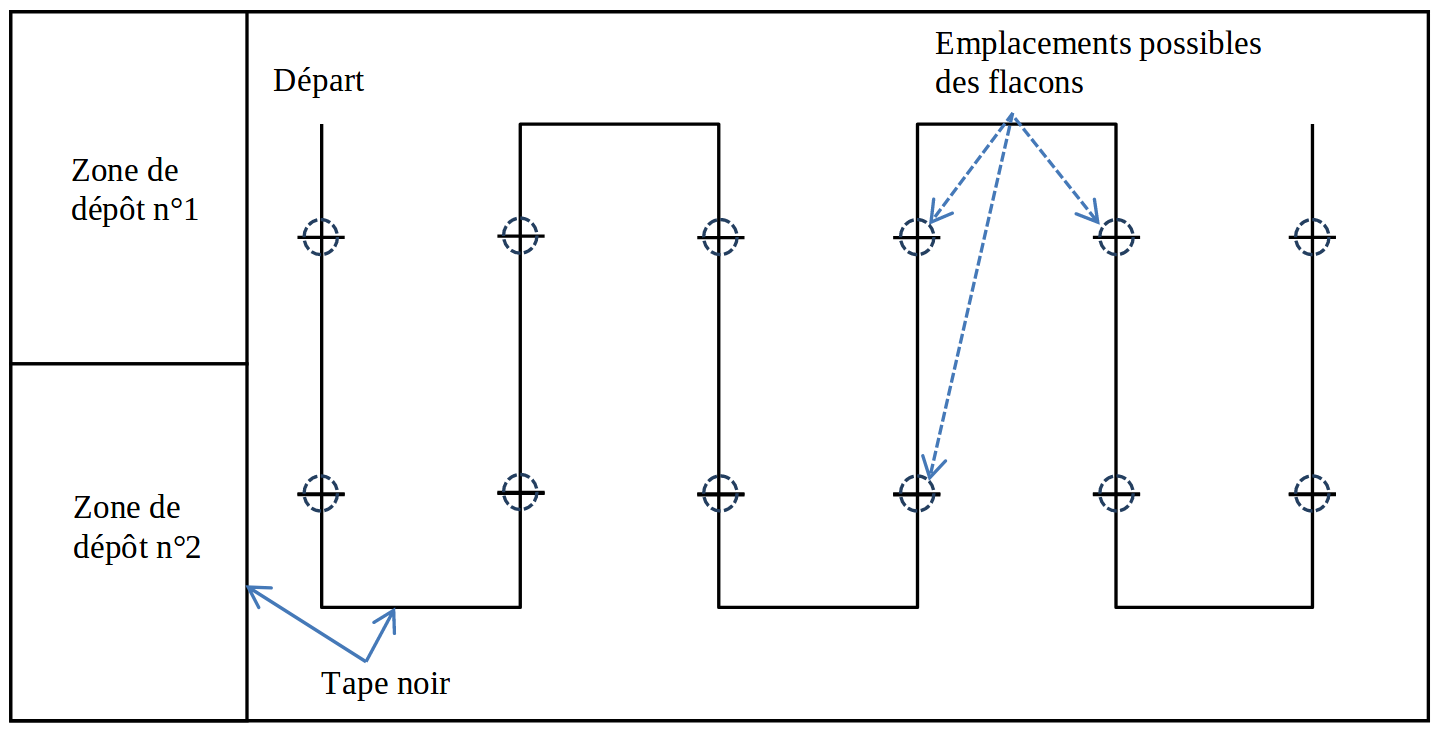 Emplacements possibles
des flacons
Départ
Zone de
dépôt n°1
Zone de
dépôt n°2
Tape noir